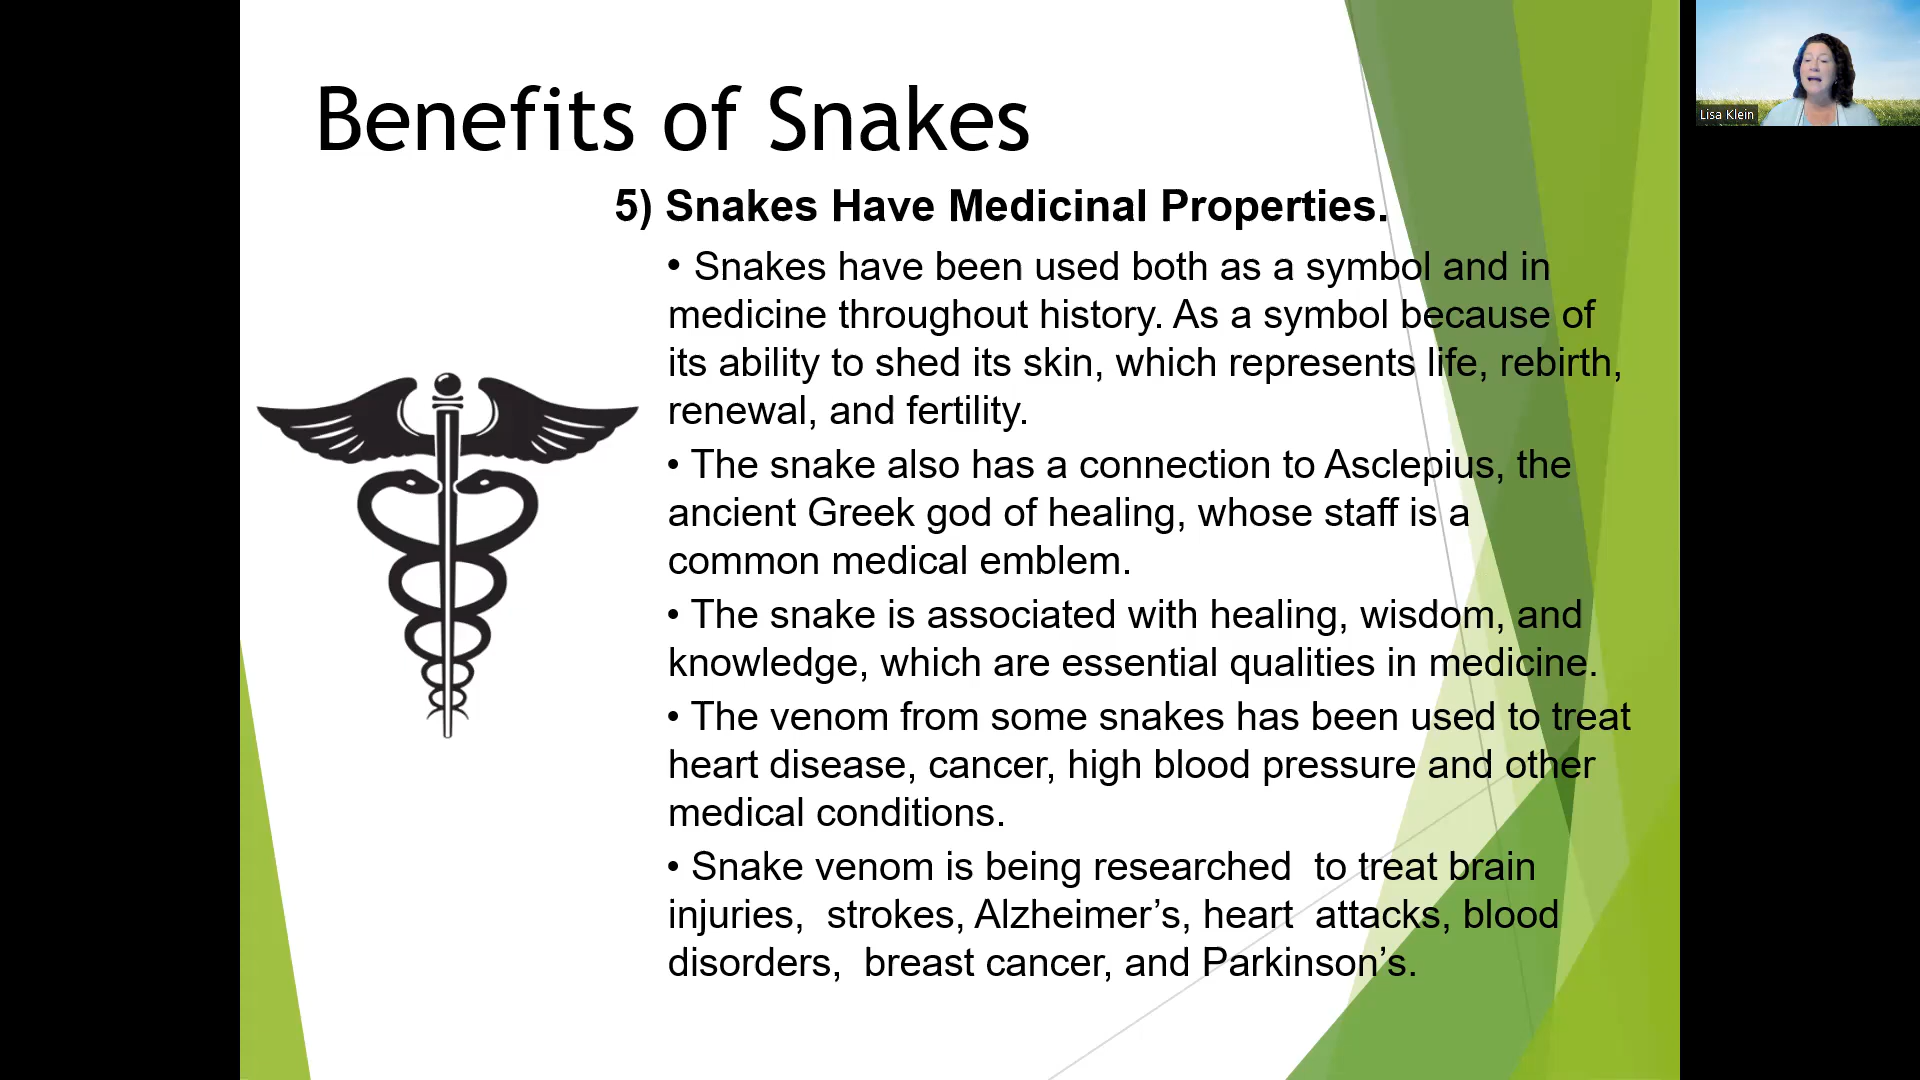 Benefits of Snakes
Lisa Klein
5) Snakes Have Medicinal Properties.
• Snakes have been used both as a symbol and in
medicine throughout history. As a symbol because of
its ability to shed its skin, which represents life, rebirth,
renewal, and fertility.
• The snake also has a connection to Asclepius, the
ancient Greek god of healing, whose staff is a
common medical emblem.
• The snake is associated with healing, wisdom, and
knowledge, which are essential qualities in medicine.
• The venom from some snakes has been used to treat
heart disease, cancer, high blood pressure and other
medical conditions.
• Snake venom is being researched  to treat brain
injuries,  strokes, Alzheimer’s, heart  attacks, blood
disorders,  breast cancer, and Parkinson’s.